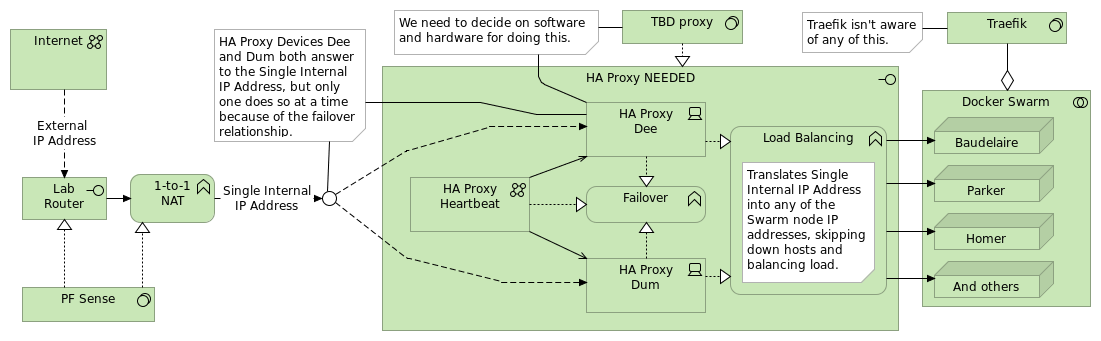 Internet
External
IP Address
Lab
Router
1-to-1
NAT
PF Sense
HA Proxy Devices Dee
and Dum both answer
to the Single Internal
IP Address, but only
one does so at a time
because of the failover
relationship.
Single Internal
IP Address
We need to decide on software
and hardware for doing this.
TBD proxy
HA Proxy NEEDED
HA Proxy
Dee
HA Proxy
Heartbeat
Failover
HA Proxy
Dum
Load Balancing
Translates Single
Internal IP Address
into any of the
Swarm node IP
addresses, skipping
down hosts and
balancing load.
Traefik isn't aware
of any of this.
Traefik
Docker Swarm
Baudelaire
Parker
Homer
And others